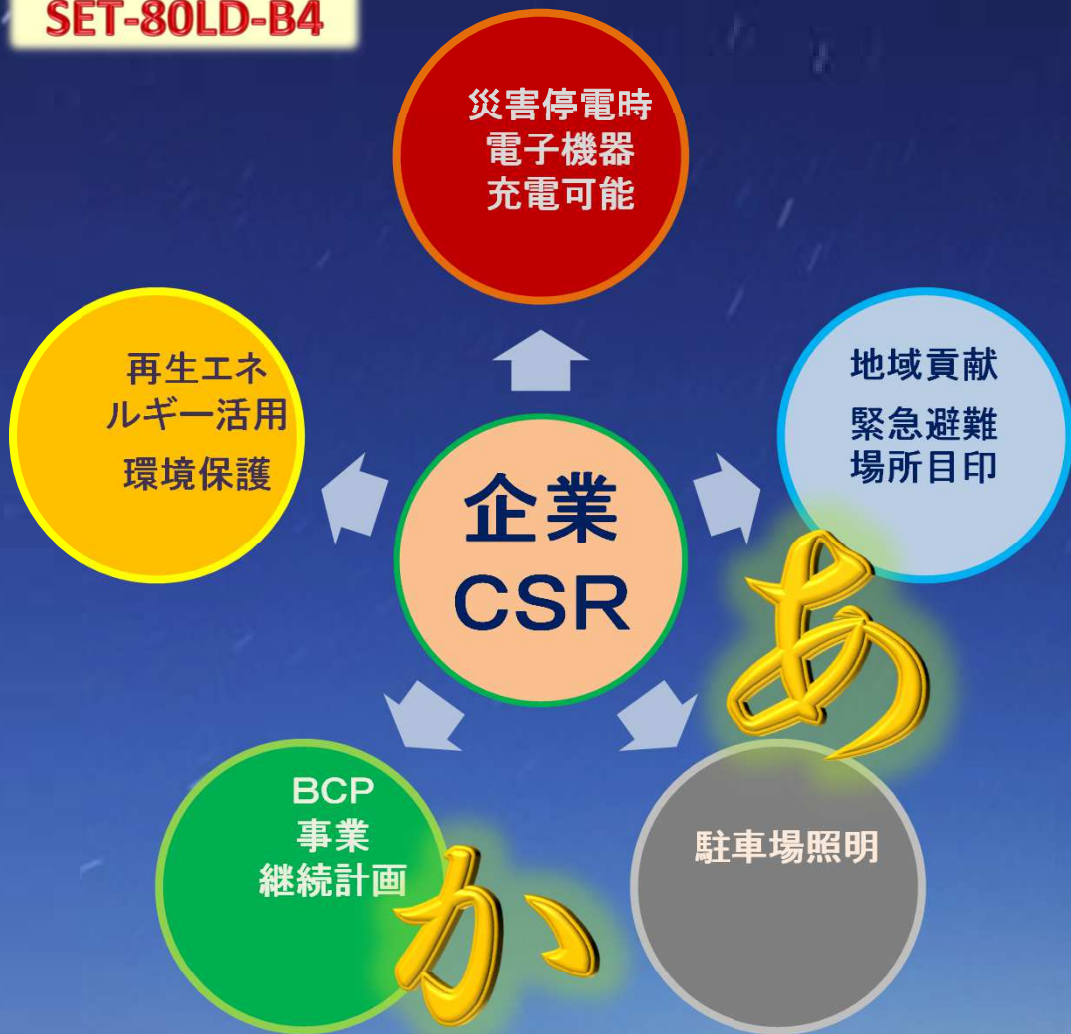 SET-80LD-B4
災害停電時
電子機器
充電可能
再生エネ
ルギー活用
環境保護
地域貢献
緊急避難
場所目印
企業
CSR
あ
BCP
事業
継続計画
か
駐車場照明